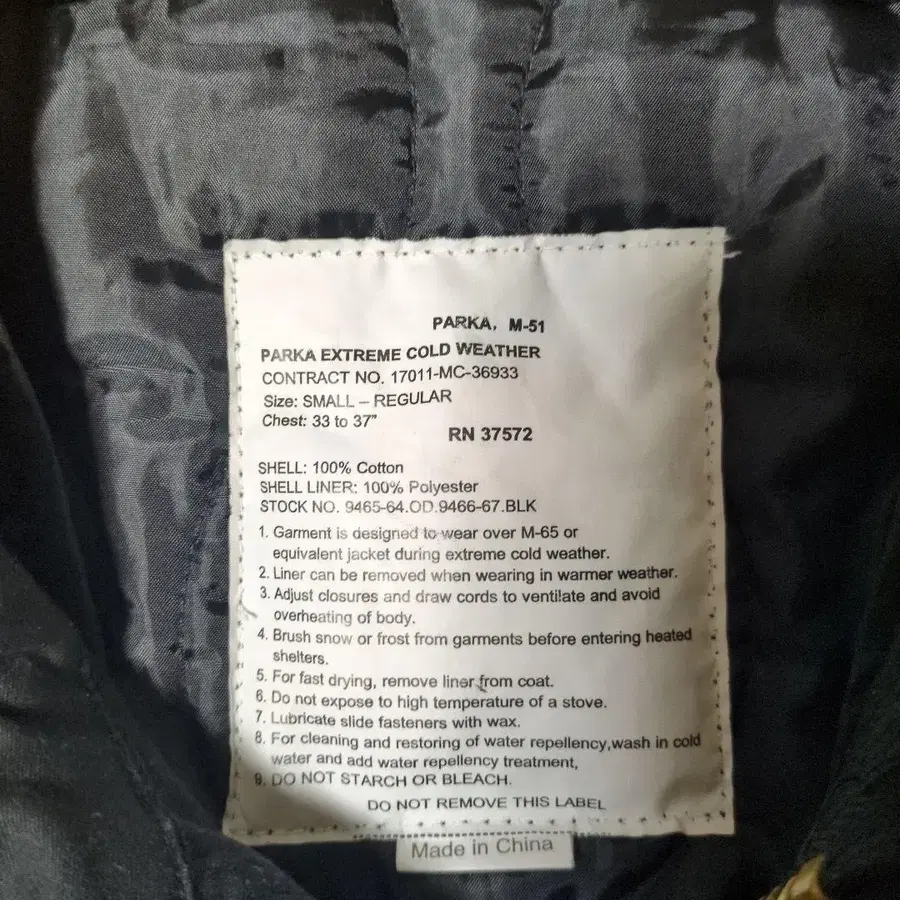 PARKA, M-51
PARKA EXTREME COLD WEATHER
CONTRACT NO. 17011-MC-36933
Size: SMALL – REGULAR
Chest: 33 to 37"
RN 37572
SHELL: 100% Cotton
SHELL LINER: 100% Polyester
STOCK NO. 9465-64.OD.9466-67.BLK
1. Garment is designed to wear over M-65 or
equivalent jacket during extreme cold weather.
2. Liner can be removed when wearing in warmer weather.
3. Adjust closures and draw cords to ventilate and avoid
overheating of body.
4. Brush snow or frost from garments before entering heated
shelters.
5. For fast drying, remove liner from coat.
6. Do not expose to high temperature of a stove.
7. Lubricate slide fasteners with wax.
8. For cleaning and restoring of water repellency,wash in cold
water and add water repellency treatment,
9. DO NOT STARCH OR BLEACH.
DO NOT REMOVE THIS LABEL
Made in China